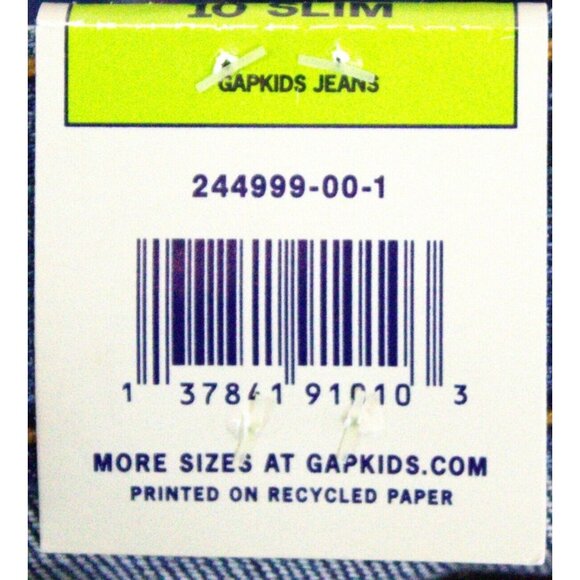 10 SLIM
GAPKIDS JEANS
244999-00-1
1 37841 91010 3
MORE SIZES AT GAPKIDS.COM
PRINTED ON RECYCLED PAPER